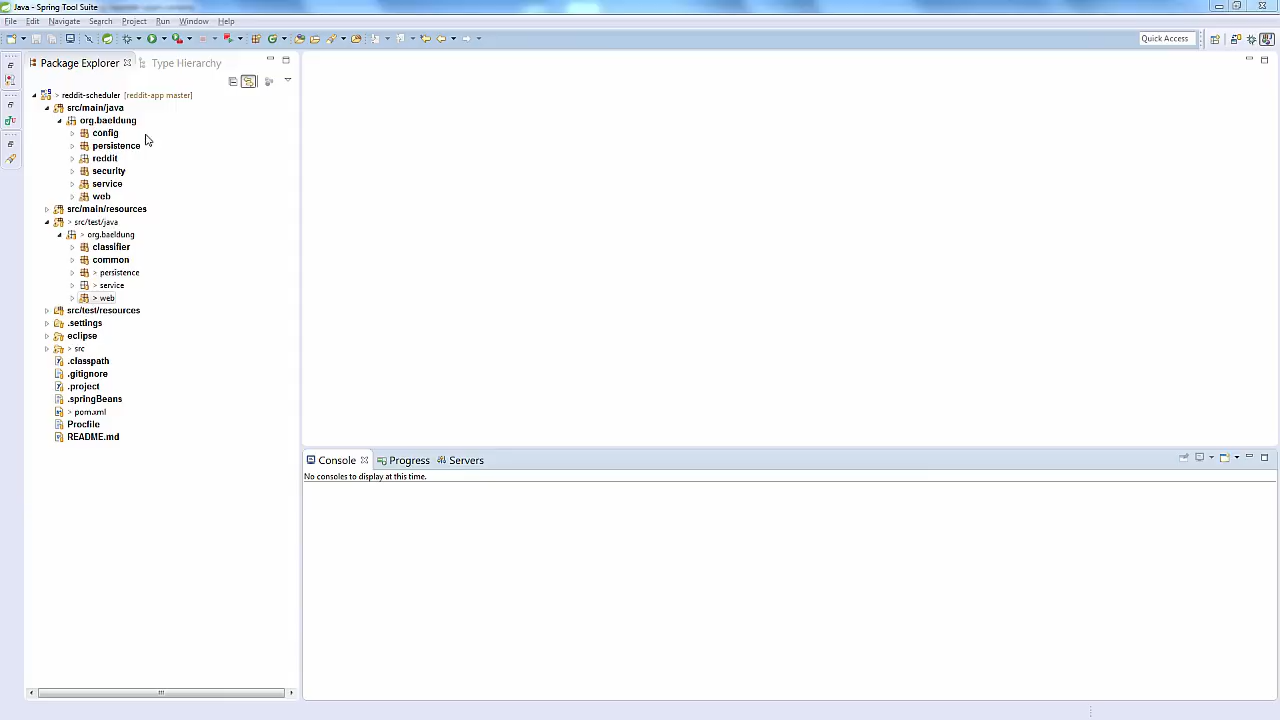 Java - Spring Tool Suite
File Edit Navigate Search Project Run Window Help
Quick Access
Package Explorer Type Hierarchy
> reddit-scheduler [reddit-app master]
src/main/java
org.baeldung
config
persistence
reddit
security
service
web
src/main/resources
> src/test/java
> org.baeldung
classifier
common
> persistence
> service
> web
src/test/resources
.settings
eclipse
> src
.classpath
.gitignore
.project
.springBeans
> pom.xml
Procfile
README.md
Console Progress Servers
No consoles to display at this time.